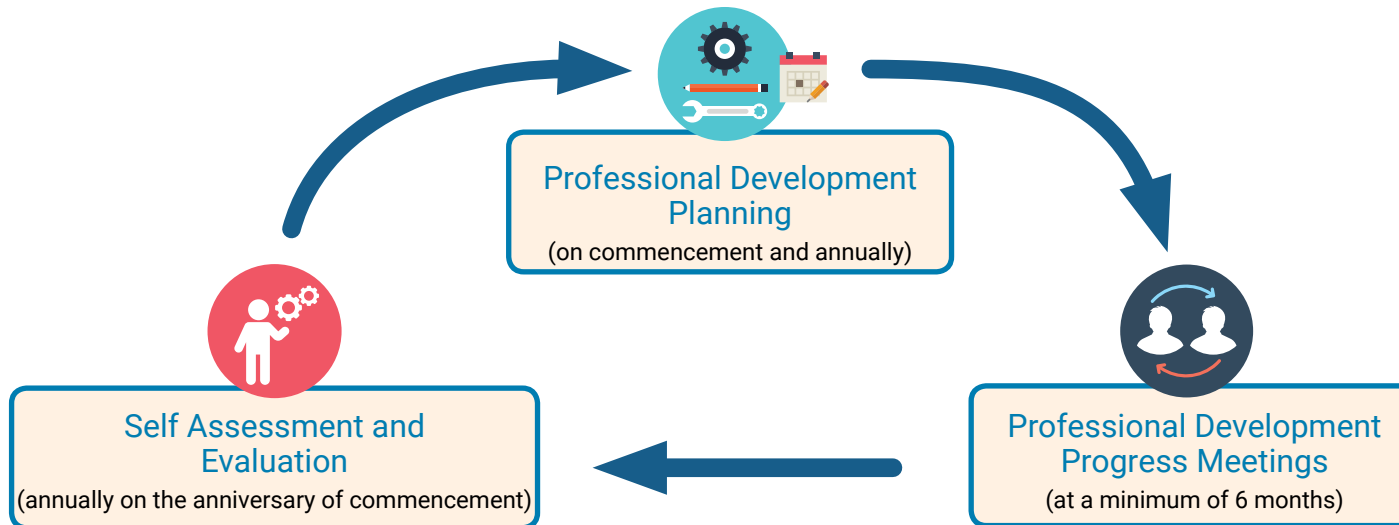 Professional Development
Planning
(on commencement and annually)
Self Assessment and
Evaluation
(annually on the anniversary of commencement)
Professional Development
Progress Meetings
(at a minimum of 6 months)